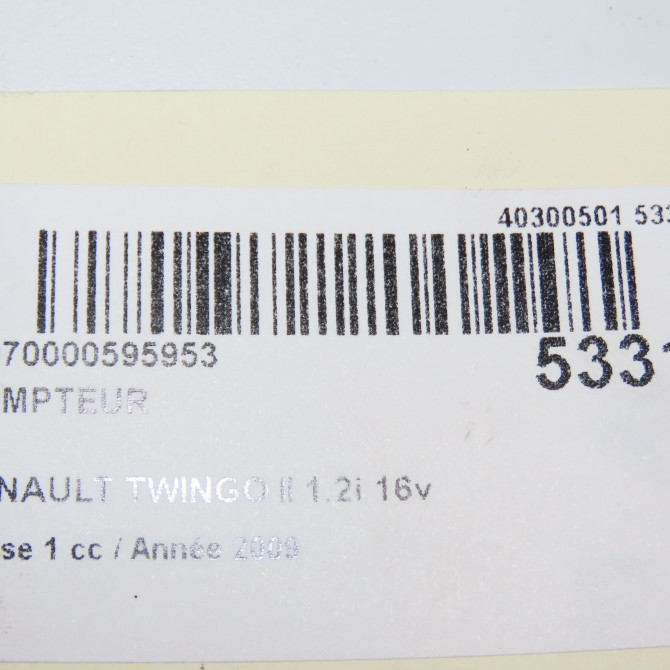 40300501 533
70000595953
5331
MPTEUR
NAULT TWINGO II 1.2i 16v
se 1 cc / Année 2009